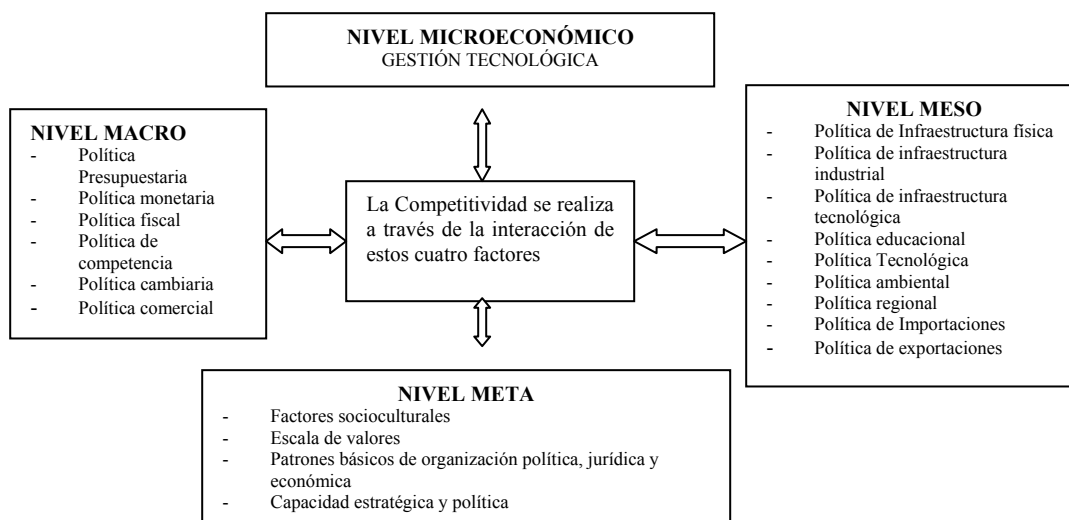 NIVEL MICROECONÓMICO
GESTIÓN TECNOLÓGICA
NIVEL MACRO
- Política
Presupuestaria
- Política monetaria
- Política fiscal
- Política de
competencia
- Política cambiaria
- Política comercial
La Competitividad se realiza
a través de la interacción de
estos cuatro factores
NIVEL MESO
- Política de Infraestructura física
- Política de infraestructura
industrial
- Política de infraestructura
tecnológica
- Política educacional
- Política Tecnológica
- Política ambiental
- Política regional
- Política de Importaciones
- Política de exportaciones
NIVEL META
- Factores socioculturales
- Escala de valores
- Patrones básicos de organización política, jurídica y
económica
- Capacidad estratégica y política